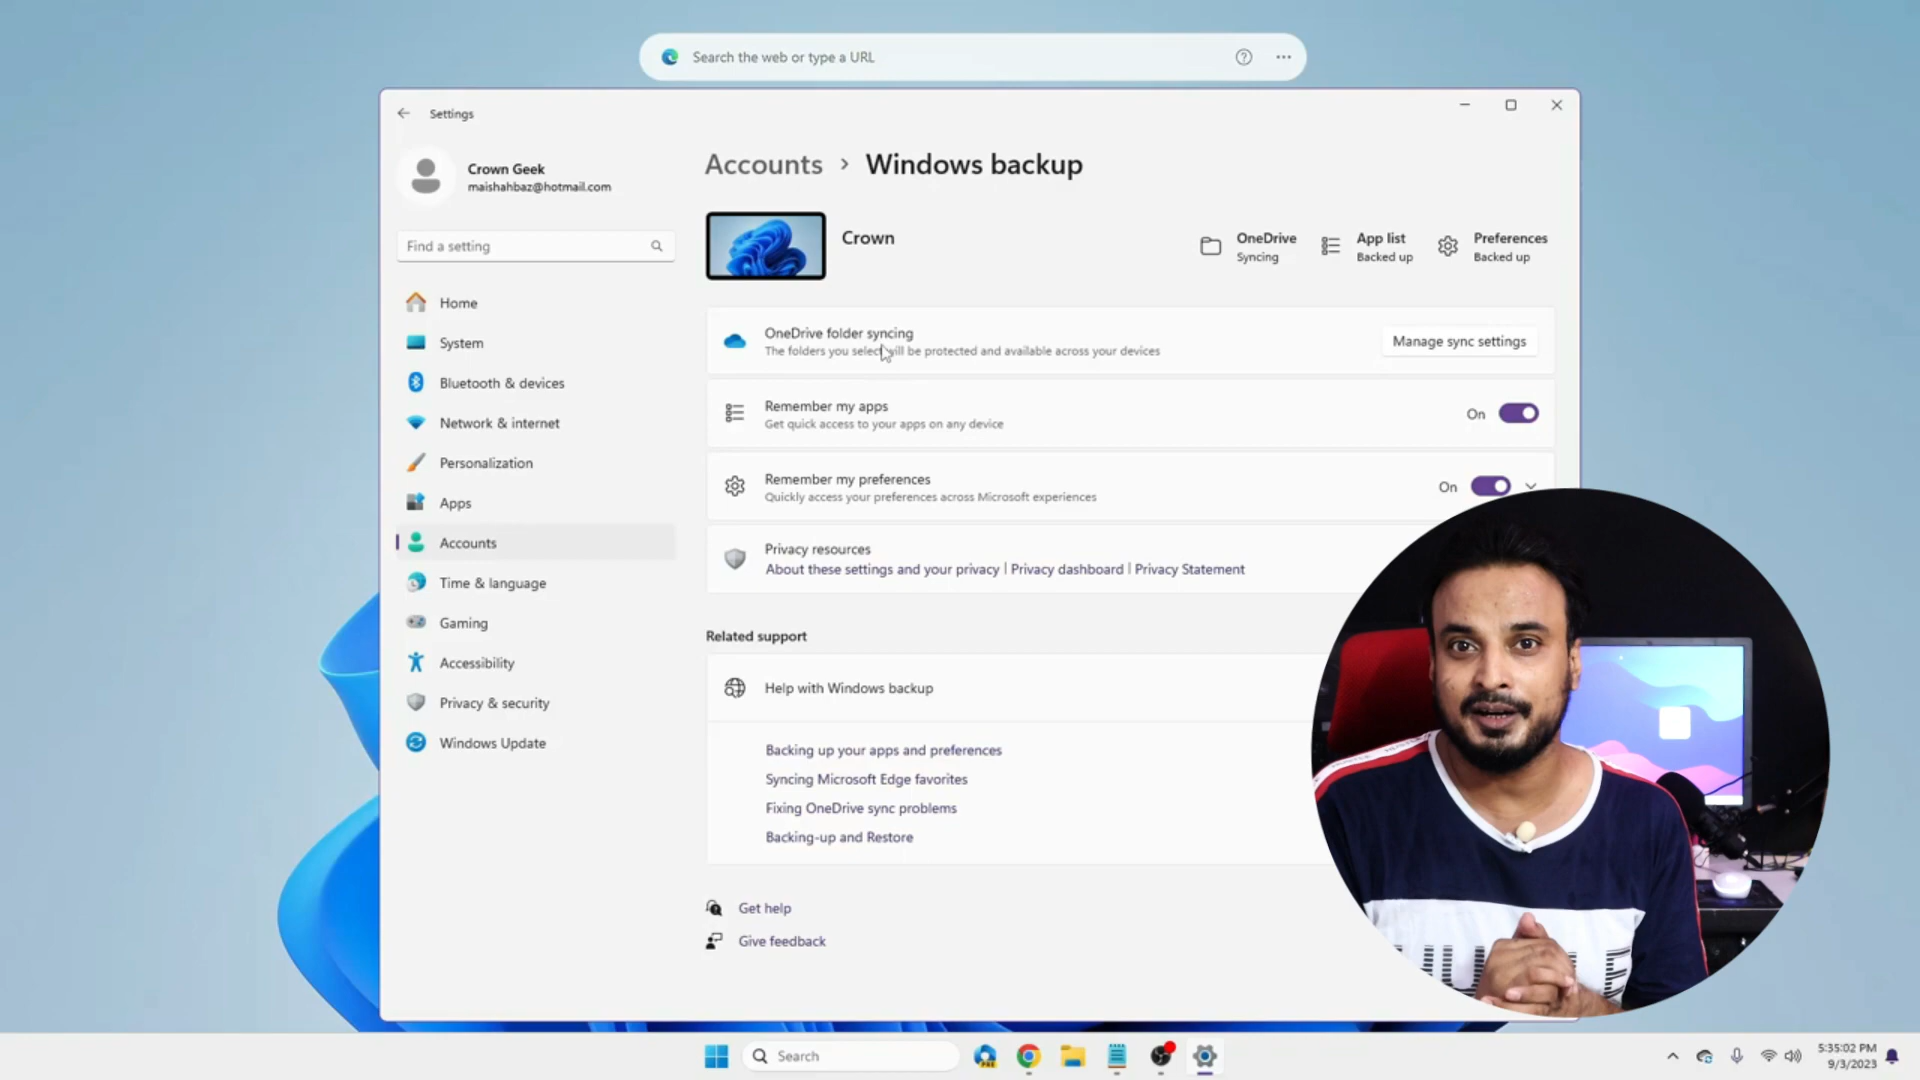 Search the web or type a URL
Settings
Crown Geek
maishahbaz@hotmail.com
Find a setting
Home
System
Bluetooth & devices
Network & internet
Personalization
Apps
Accounts
Time & language
Gaming
Accessibility
Privacy & security
Windows Update
Accounts > Windows backup
Crown
OneDrive
Syncing
App list
Backed up
Preferences
Backed up
OneDrive folder syncing
The folders you select will be protected and available across your devices
Manage sync settings
Remember my apps
Get quick access to your apps on any device
On
Remember my preferences
Quickly access your preferences across Microsoft experiences
On
Privacy resources
About these settings and your privacy | Privacy dashboard | Privacy Statement
Related support
Help with Windows backup
Backing up your apps and preferences
Syncing Microsoft Edge favorites
Fixing OneDrive sync problems
Backing-up and Restore
Get help
Give feedback
Search
PRE
5:35:02 PM
9/3/2023